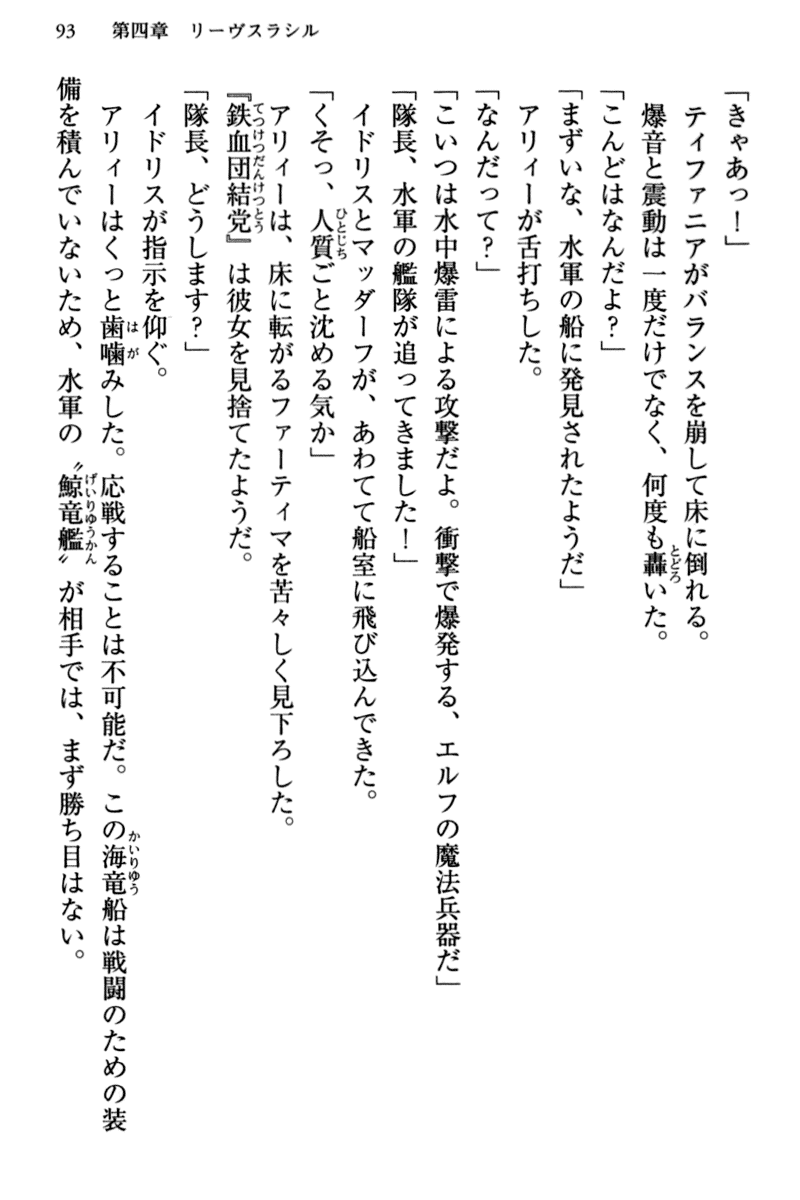 93　第四章　リーヴスラシル
「きゃあっ！」
　ティファニアがバランスを崩して床に倒れる。
　爆音と震動は一度だけでなく、何度も轟いた。
「こんどはなんだよ？」
「まずいな、水軍の船に発見されたようだ」
　アリィーが舌打ちした。
「なんだって？」
「こいつは水中爆雷による攻撃だよ。衝撃で爆発する、エルフの魔法兵器だ」
「隊長、水軍の艦隊が追ってきました！」
　イドリスとマッダーフが、あわてて船室に飛び込んできた。
「くそっ、人質ごと沈める気か」
　アリィーは、床に転がるファーティマを苦々しく見下ろした。
『鉄血団結党』は彼女を見捨てたようだ。
「隊長、どうします？」
　イドリスが指示を仰ぐ。
　アリィーはくっと歯噛みした。応戦することは不可能だ。この海竜船は戦闘のための装
備を積んでいないため、水軍の〝鯨竜艦〟が相手では、まず勝ち目はない。